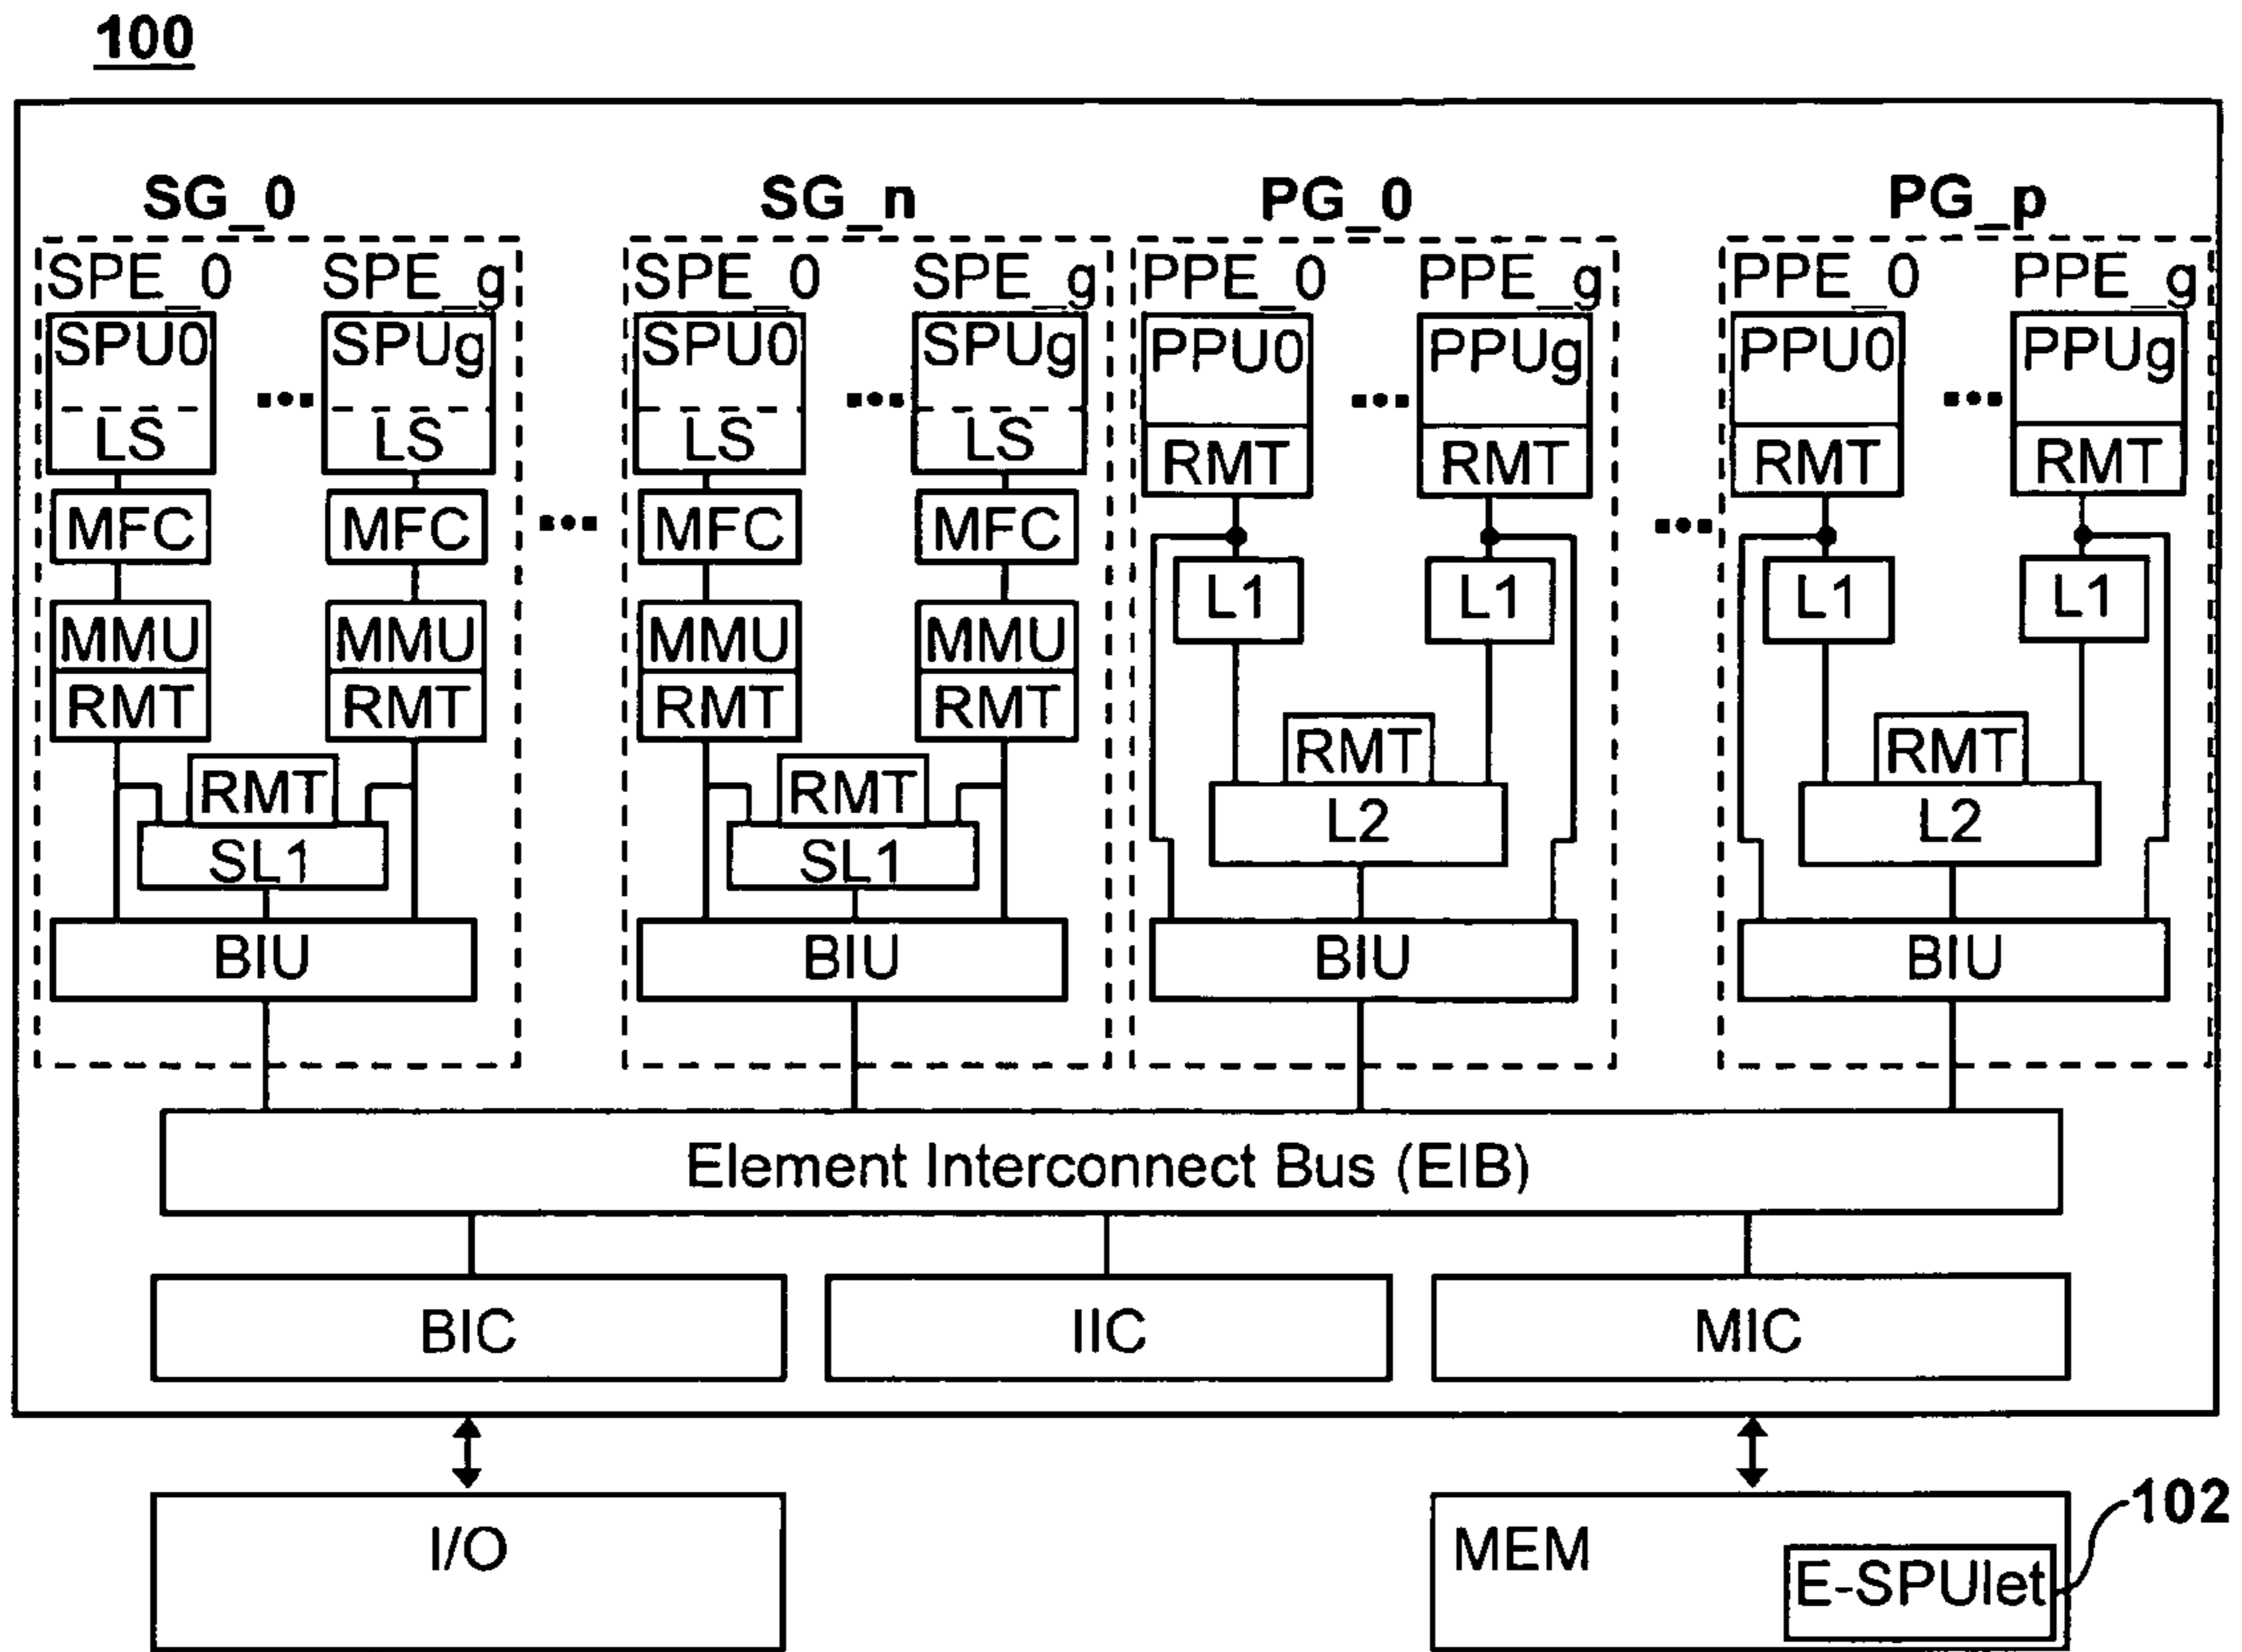 100
SG_0 SG_n PG_0 PG_p
SPE_0 SPE_g SPE_0 SPE_g PPE_0 PPE_g PPE_0 PPE_g
SPU0 SPUg SPU0 SPUg PPU0 PPUg PPU0 PPUg
LS LS LS LS RMT RMT RMT RMT
MFC MFC MFC MFC
L1 L1 L1 L1
MMU MMU MMU MMU
RMT RMT RMT RMT
RMT RMT
RMT RMT
L2 L2
SL1 SL1
BIU BIU BIU BIU
Element Interconnect Bus (EIB)
BIC IIC MIC
102
I/O MEM
E-SPUlet